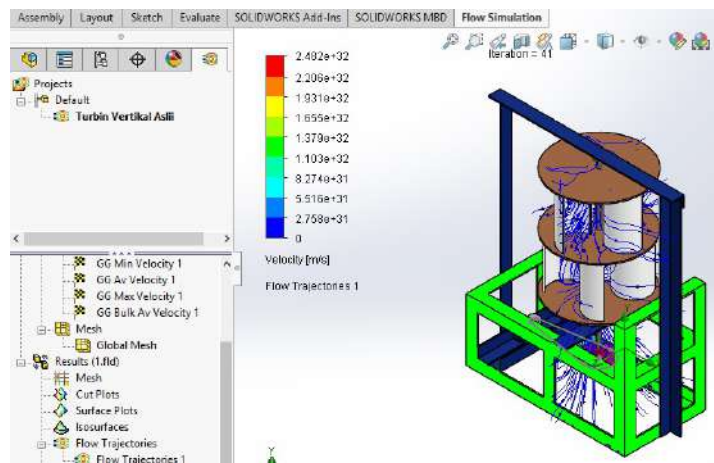 Assembly Layout Sketch Evaluate SOLIDWORKS Add-Ins SOLIDWORKS MBD Flow Simulation
Iteration = 41
Projects
Default
Turbin Vertikal Aslii
2.482e+32
2.206e+32
1.931e+32
1.655e+32
1.379e+32
1.103e+32
8.274e+31
5.516e+31
2.758e+31
0
Velocity [m/s]
Flow Trajectories 1
GG Min Velocity 1
GG Av Velocity 1
GG Max Velocity 1
GG Bulk Av Velocity 1
Mesh
Global Mesh
Results (1.fld)
Mesh
Cut Plots
Surface Plots
Isosurfaces
Flow Trajectories
Flow Trajectories 1
Y